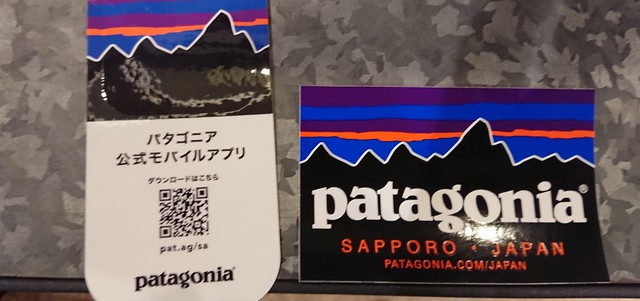 パタゴニア
公式モバイルアプリ
ダウンロードはこちら
pat.ag/sa
patagonia
patagonia®
SAPPORO • JAPAN
PATAGONIA.COM/JAPAN